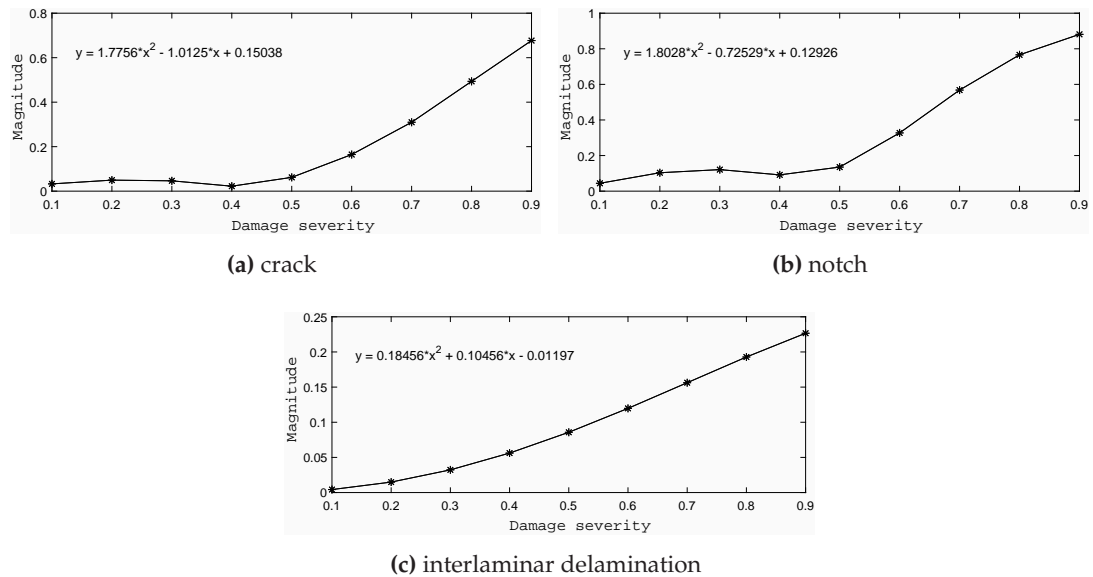 0.8
0.6
0.4
0.2
0
Magnitude
y = 1.7756*x² - 1.0125*x + 0.15038
0.1 0.2 0.3 0.4 0.5 0.6 0.7 0.8 0.9
Damage severity
(a) crack
1
0.8
0.6
0.4
0.2
0
Magnitude
y = 1.8028*x² - 0.72529*x + 0.12926
0.1 0.2 0.3 0.4 0.5 0.6 0.7 0.8 0.9
Damage severity
(b) notch
0.25
0.2
0.15
0.1
0.05
0
Magnitude
y = 0.18456*x² + 0.10456*x - 0.01197
0.1 0.2 0.3 0.4 0.5 0.6 0.7 0.8 0.9
Damage severity
(c) interlaminar delamination